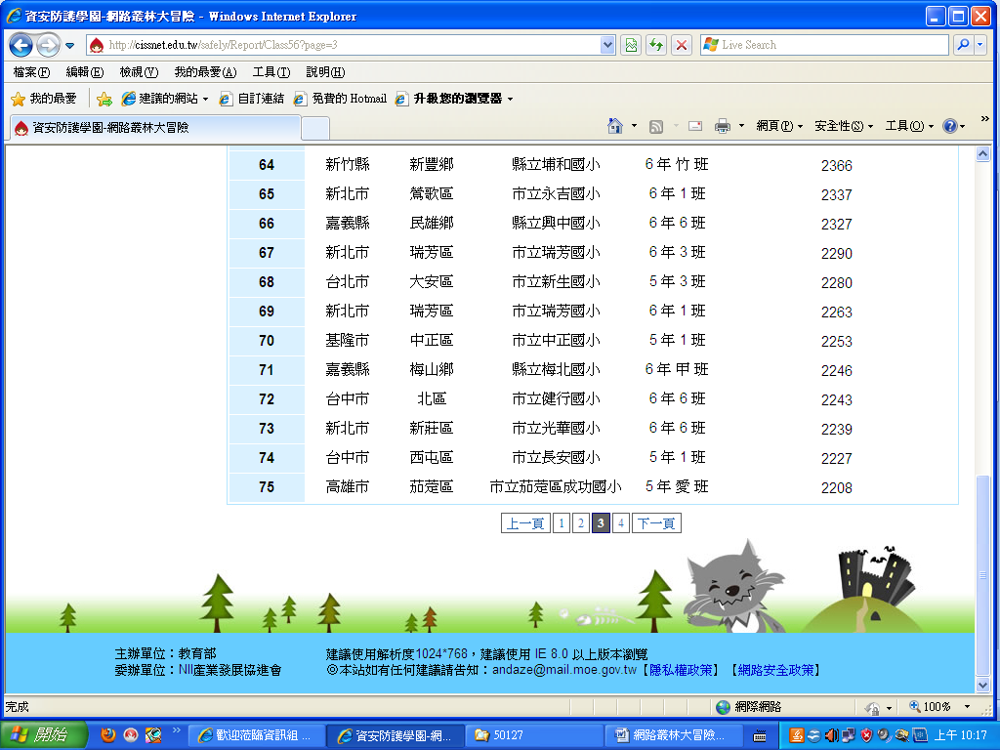 資安防護學園-網路叢林大冒險 - Windows Internet Explorer
http://cissnet.edu.tw/safely/Report/Class56?page=3
Live Search
檔案(F) 編輯(E) 檢視(V) 我的最愛(A) 工具(T) 說明(H)
我的最愛 建議的網站 自訂連結 免費的 Hotmail 升級您的瀏覽器
資安防護學園-網路叢林大冒險 網頁(P) 安全性(S) 工具(O) »
64 新竹縣 新豐鄉 縣立埔和國小 6 年 竹 班 2366
65 新北市 鶯歌區 市立永吉國小 6 年 1 班 2337
66 嘉義縣 民雄鄉 縣立興中國小 6 年 6 班 2327
67 新北市 瑞芳區 市立瑞芳國小 6 年 3 班 2290
68 台北市 大安區 市立新生國小 5 年 3 班 2280
69 新北市 瑞芳區 市立瑞芳國小 6 年 1 班 2263
70 基隆市 中正區 市立中正國小 5 年 1 班 2253
71 嘉義縣 梅山鄉 縣立梅北國小 6 年 甲 班 2246
72 台中市 北區 市立健行國小 6 年 6 班 2243
73 新北市 新莊區 市立光華國小 6 年 6 班 2239
74 台中市 西屯區 市立長安國小 5 年 1 班 2227
75 高雄市 茄萣區 市立茄萣區成功國小 5 年 愛 班 2208
上一頁 1 2 3 4 下一頁
主辦單位：教育部 建議使用解析度1024*768，建議使用 IE 8.0 以上版本瀏覽
委辦單位：NII產業發展協進會 ◎本站如有任何建議請告知：andaze@mail.moe.gov.tw【隱私權政策】【網路安全政策】
完成 網際網路 100%
開始 » 歡迎蒞臨資訊組 ... 資安防護學園-網... 50127 網路叢林大冒險... 上午 10:17